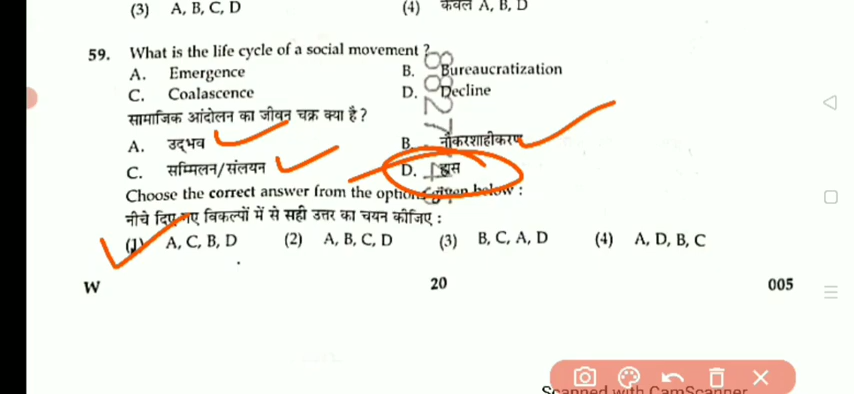 (3) A, B, C, D (4) केवल A, B, D
59. What is the life cycle of a social movement ?
A. Emergence B. Bureaucratization
C. Coalascence D. Decline
सामाजिक आंदोलन का जीवन चक्र क्या है ?
A. उद्भव B. नौकरशाहीकरण
C. सम्मिलन/संलयन D. ह्रास
Choose the correct answer from the options given below :
नीचे दिए गए विकल्पों में से सही उत्तर का चयन कीजिए :
(1) A, C, B, D (2) A, B, C, D (3) B, C, A, D (4) A, D, B, C
W 20 005
Scanned with CamScanner